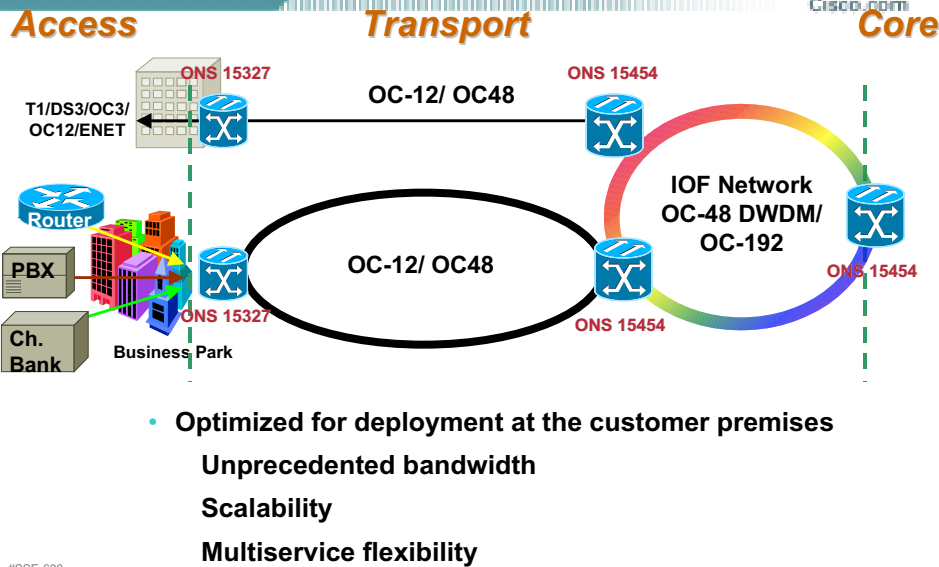 Cisco.com
Access
Transport
Core
ONS 15327
ONS 15454
OC-12/ OC48
T1/DS3/OC3/
OC12/ENET
IOF Network
OC-48 DWDM/
OC-192
Router
PBX
OC-12/ OC48
ONS 15454
ONS 15327
ONS 15454
Ch.
Bank
Business Park
• Optimized for deployment at the customer premises
Unprecedented bandwidth
Scalability
Multiservice flexibility